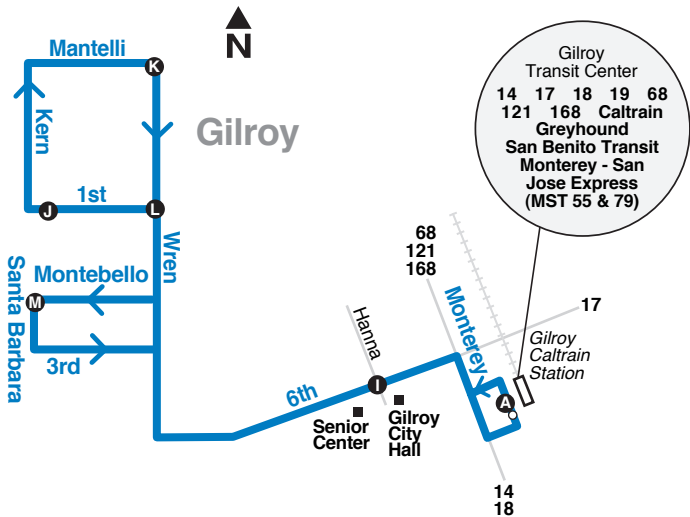 N
Mantelli
K
Kern
Gilroy
1st
J
L
Wren
Montebello
M
Santa Barbara
3rd
6th
Hanna
I
Senior
Center
Gilroy
City
Hall
68
121
168
Monterey
17
A
Gilroy
Caltrain
Station
14
18
Gilroy
Transit Center
14 17 18 19 68
121 168 Caltrain
Greyhound
San Benito Transit
Monterey - San
Jose Express
(MST 55 & 79)